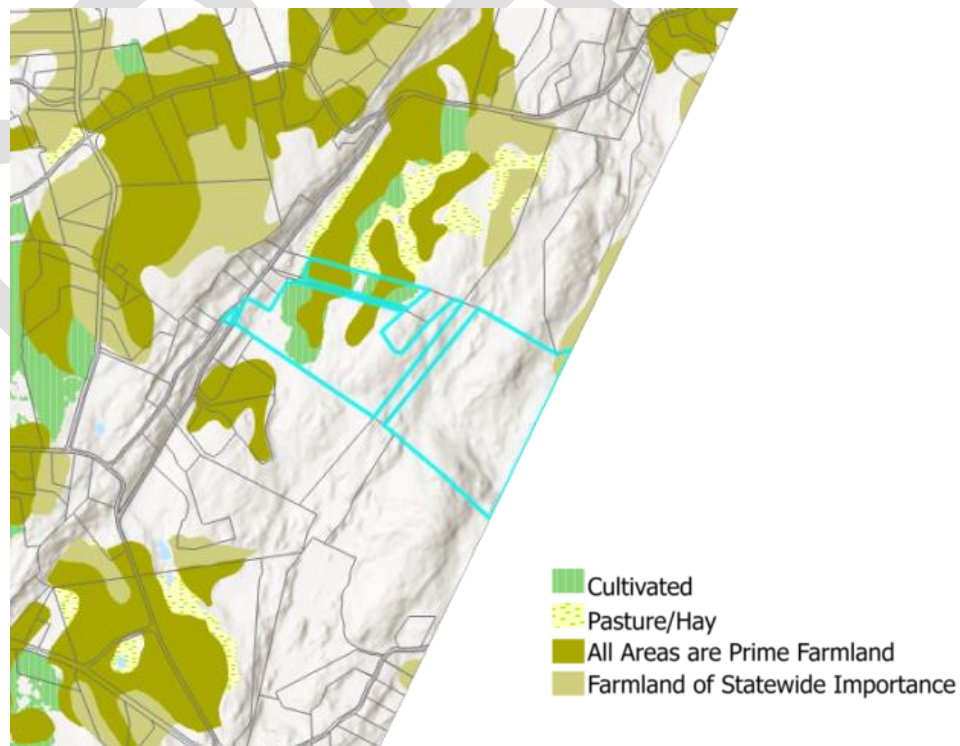 Cultivated
Pasture/Hay
All Areas are Prime Farmland
Farmland of Statewide Importance